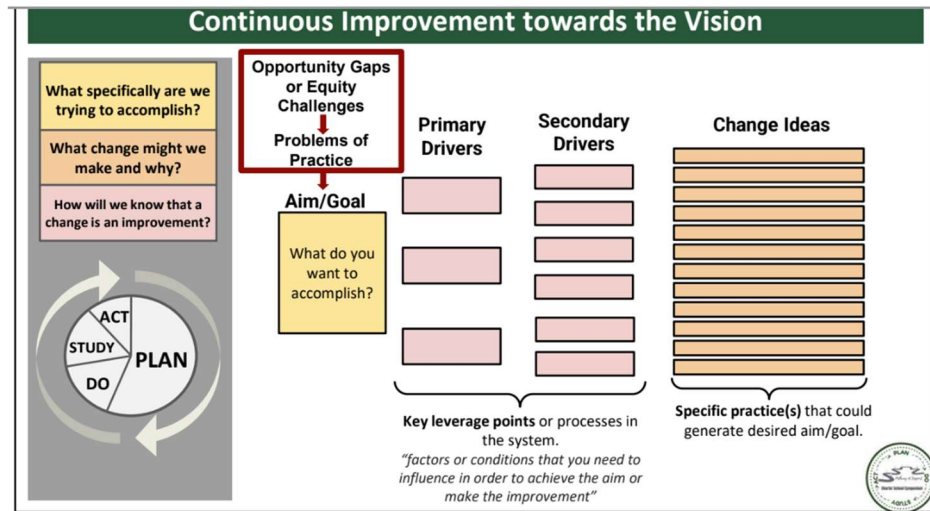 Continuous Improvement towards the Vision
What specifically are we
trying to accomplish?
What change might we
make and why?
How will we know that a
change is an improvement?
ACT
STUDY
DO
PLAN
Opportunity Gaps
or Equity
Challenges
Problems of
Practice
Aim/Goal
What do you
want to
accomplish?
Primary
Drivers
Secondary
Drivers
Key leverage points or processes in
the system.
“factors or conditions that you need to
influence in order to achieve the aim or
make the improvement”
Change Ideas
Specific practice(s) that could
generate desired aim/goal.
PLAN
DO
STUDY
ACT